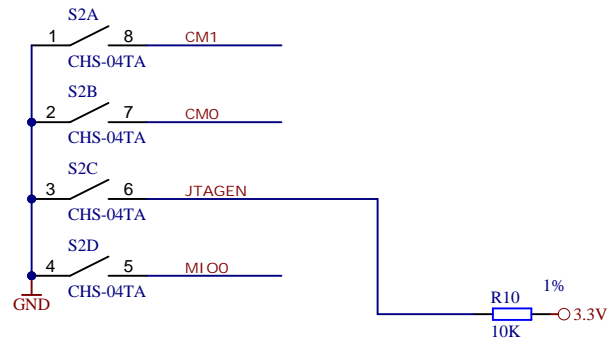 S2A
1 8 CM1
CHS-04TA
S2B
2 7 CM0
CHS-04TA
S2C
3 6 JTAGEN
CHS-04TA
S2D
4 5 MIO0
CHS-04TA
GND
1%
R10
3.3V
10K